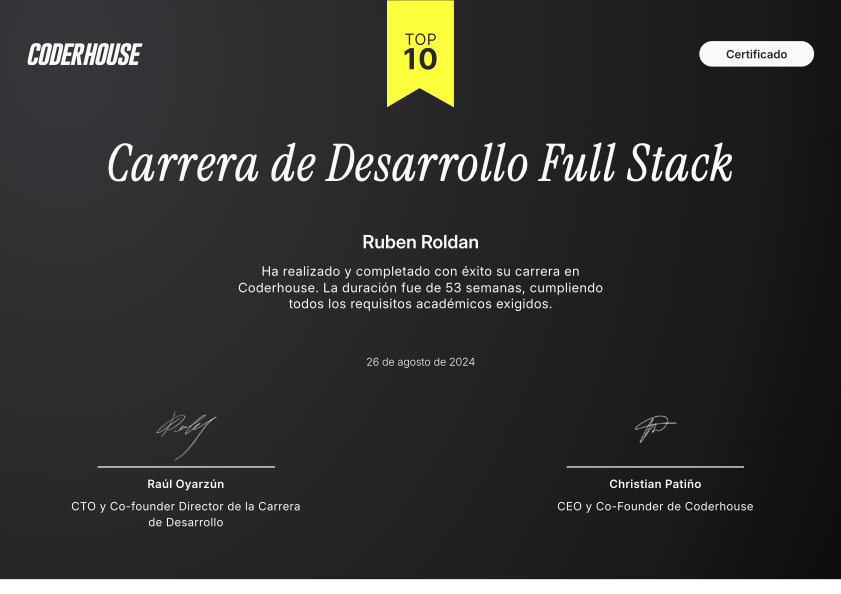 CODERHOUSE
TOP
10
Certificado
Carrera de Desarrollo Full Stack
Ruben Roldan
Ha realizado y completado con éxito su carrera en
Coderhouse. La duración fue de 53 semanas, cumpliendo
todos los requisitos académicos exigidos.
26 de agosto de 2024
Raúl Oyarzún
CTO y Co-founder Director de la Carrera
de Desarrollo
Christian Patiño
CEO y Co-Founder de Coderhouse